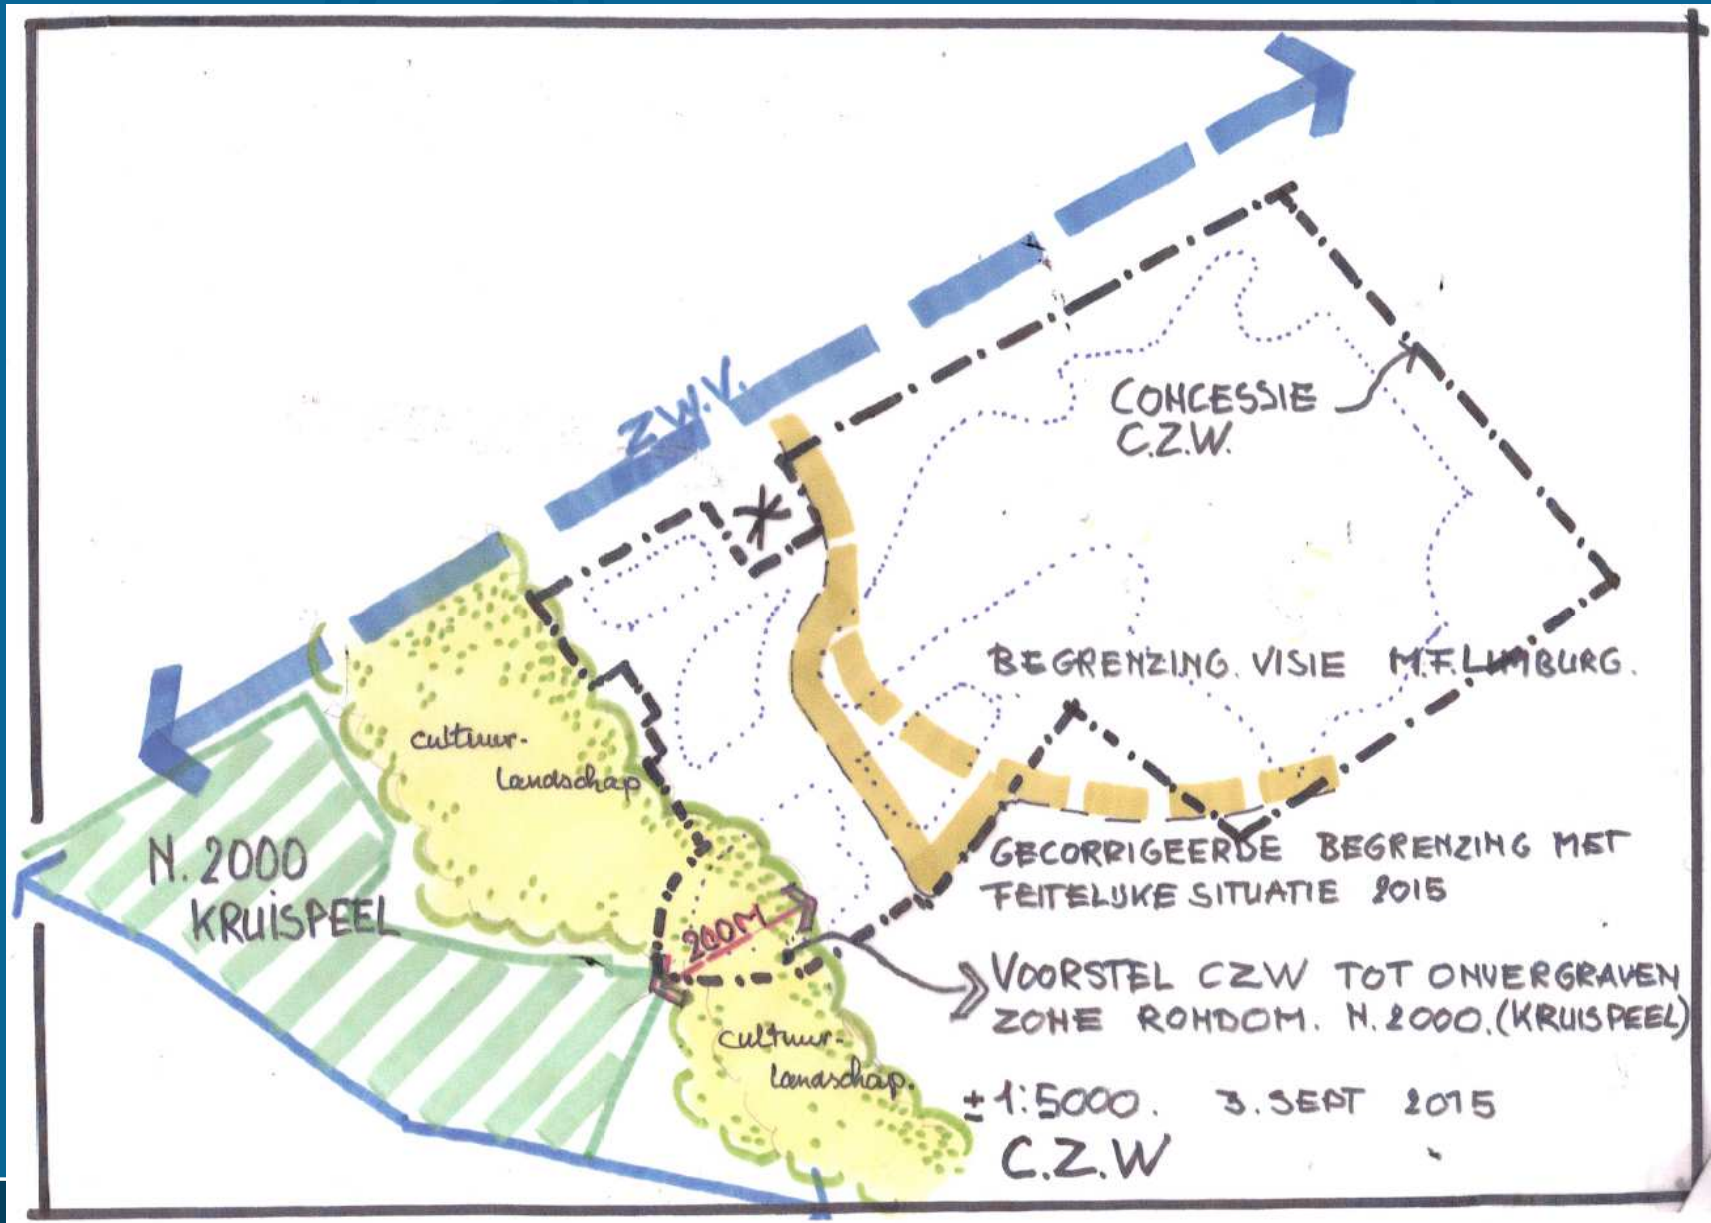 Z.W.V.
CONCESSIE
C.Z.W.
BEGRENZING. VISIE M.F. LIMBURG.
cultuur-
landschap
N. 2000
KRUISPEEL
GECORRIGEERDE BEGRENZING MET
FEITELIJKE SITUATIE 2015
200M
VOORSTEL CZW TOT ONVERGRAVEN
ZONE RONDOM. N. 2000. (KRUISPEEL)
cultuur-
landschap.
± 1:5000. 3. SEPT 2015
C.Z.W